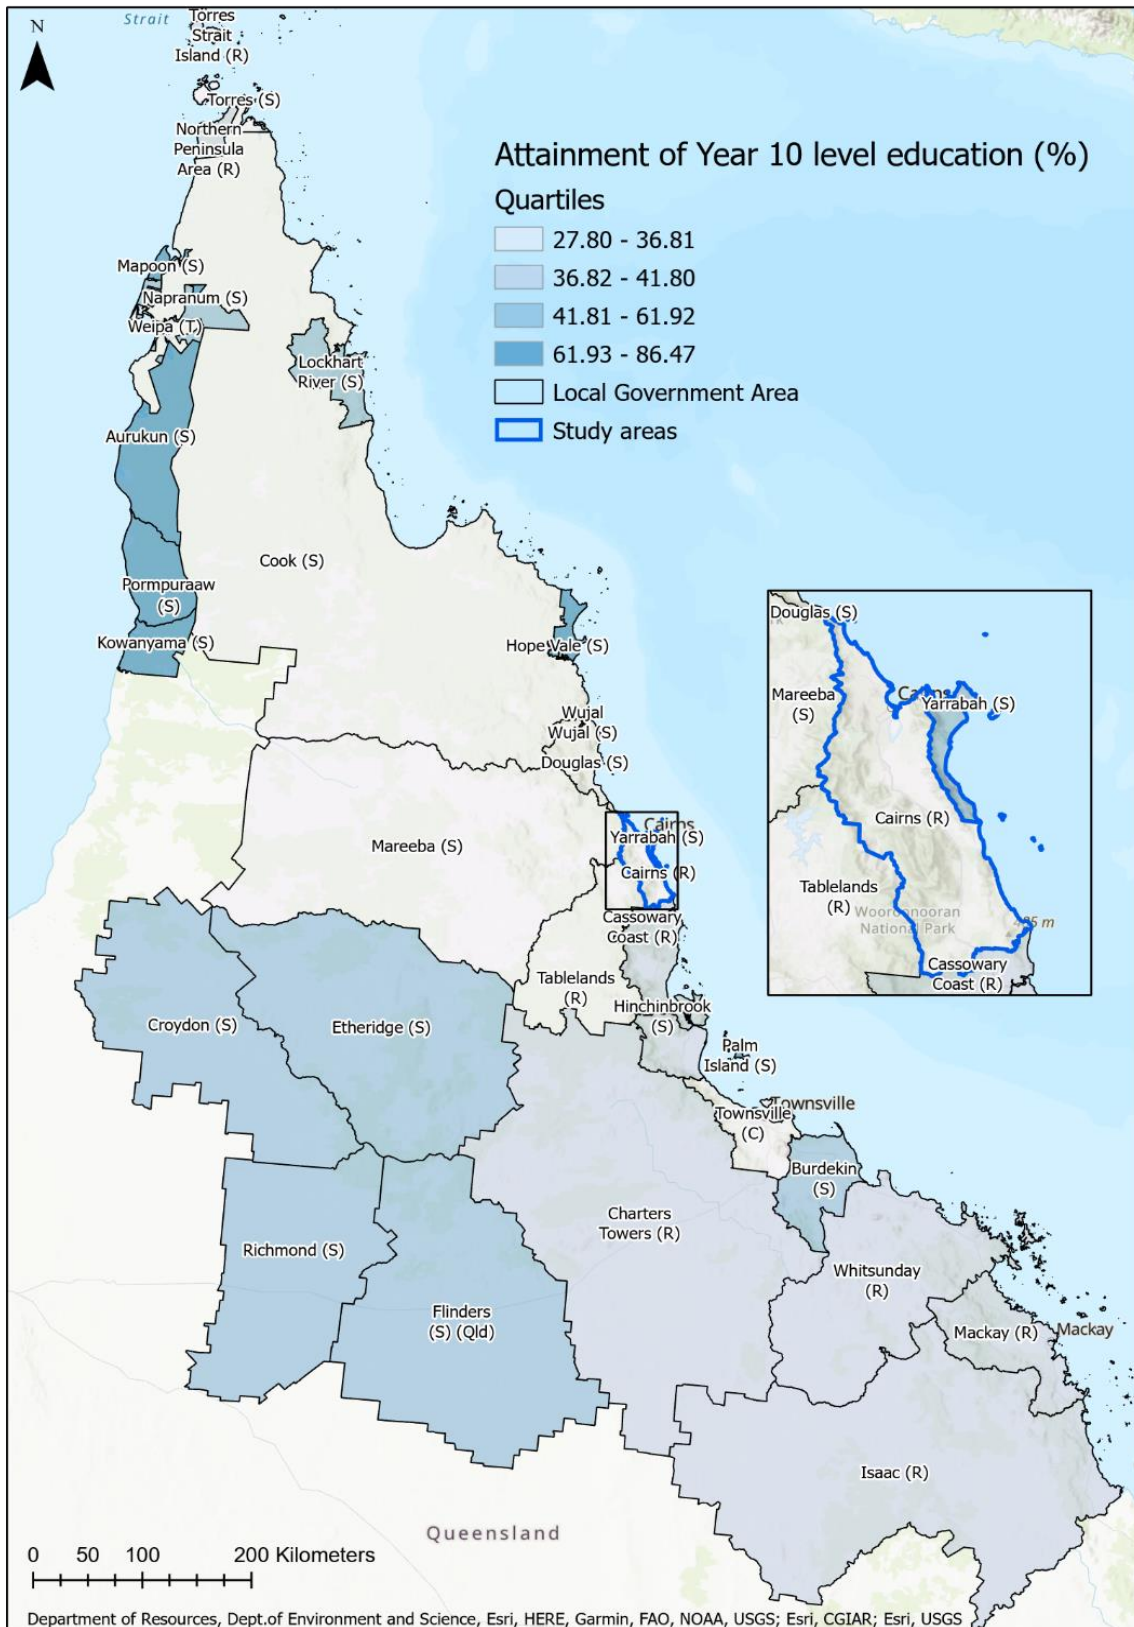 Strait
Torres
Strait
Island (R)
N
Torres (S)
Northern
Peninsula
Area (R)
Attainment of Year 10 level education (%)
Quartiles
27.80 - 36.81
36.82 - 41.80
41.81 - 61.92
61.93 - 86.47
Local Government Area
Study areas
Mapoon (S)
Napranum (S)
Weipa (T)
Lockhart
River (S)
Aurukun (S)
Cook (S)
Pormpuraaw
(S)
Kowanyama (S)
Hope Vale (S)
Wujal
Wujal (S)
Douglas (S)
Mareeba (S)
Cairns
Yarrabah (S)
Cairns (R)
Cassowary
Coast (R)
Tablelands
(R)
Hinchinbrook
(S)
Croydon (S)
Etheridge (S)
Palm
Island (S)
Townsville
Townsville
(C)
Burdekin
(S)
Charters
Towers (R)
Richmond (S)
Flinders
(S) (Qld)
Whitsunday
(R)
Mackay (R)
Mackay
Isaac (R)
Queensland
Douglas (S)
Mareeba
(S)
Cairns
Yarrabah (S)
Cairns (R)
Tablelands
(R)
Wooroonooran
National Park
Cassowary
Coast (R)
0 50 100 200 Kilometers
Department of Resources, Dept.of Environment and Science, Esri, HERE, Garmin, FAO, NOAA, USGS; Esri, CGIAR; Esri, USGS